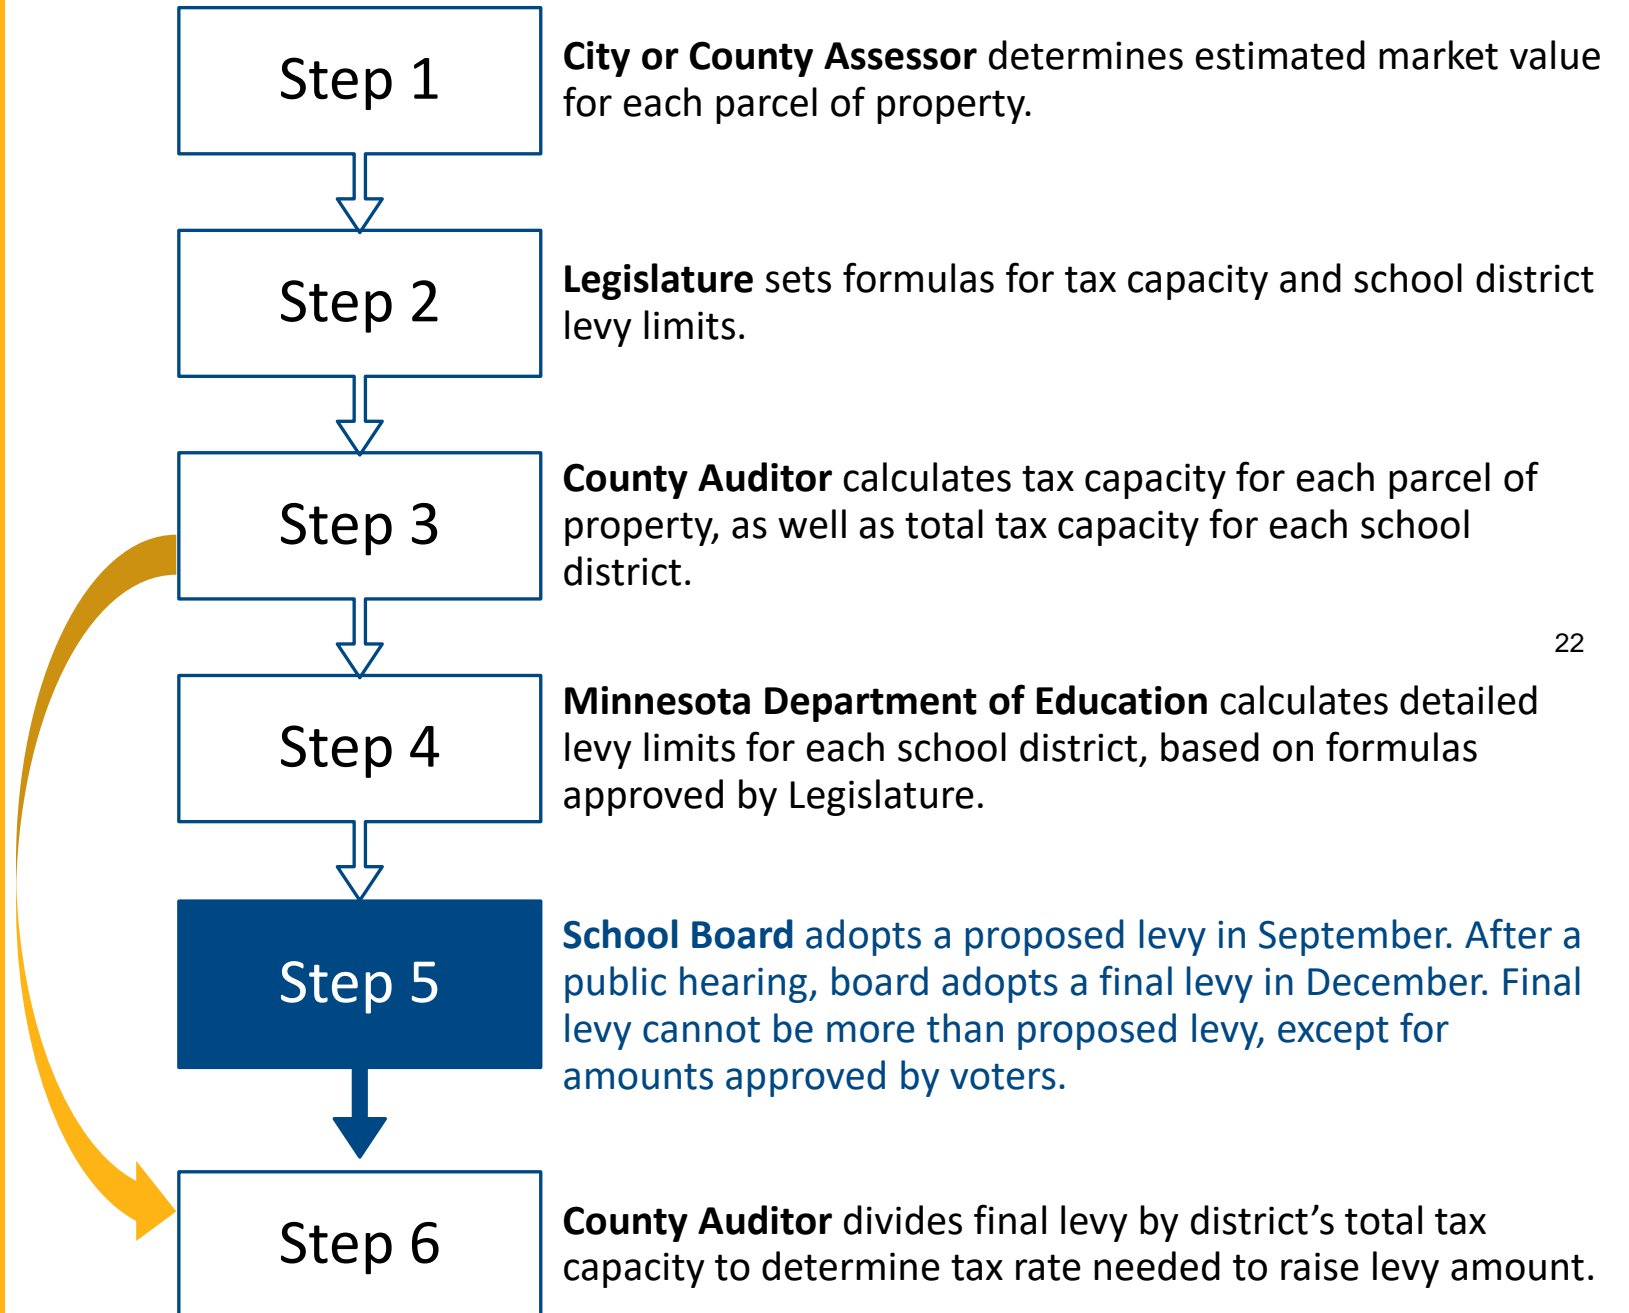 Step 1
City or County Assessor determines estimated market value
for each parcel of property.
Step 2
Legislature sets formulas for tax capacity and school district
levy limits.
Step 3
County Auditor calculates tax capacity for each parcel of
property, as well as total tax capacity for each school
district.
22
Step 4
Minnesota Department of Education calculates detailed
levy limits for each school district, based on formulas
approved by Legislature.
Step 5
School Board adopts a proposed levy in September. After a
public hearing, board adopts a final levy in December. Final
levy cannot be more than proposed levy, except for
amounts approved by voters.
Step 6
County Auditor divides final levy by district’s total tax
capacity to determine tax rate needed to raise levy amount.